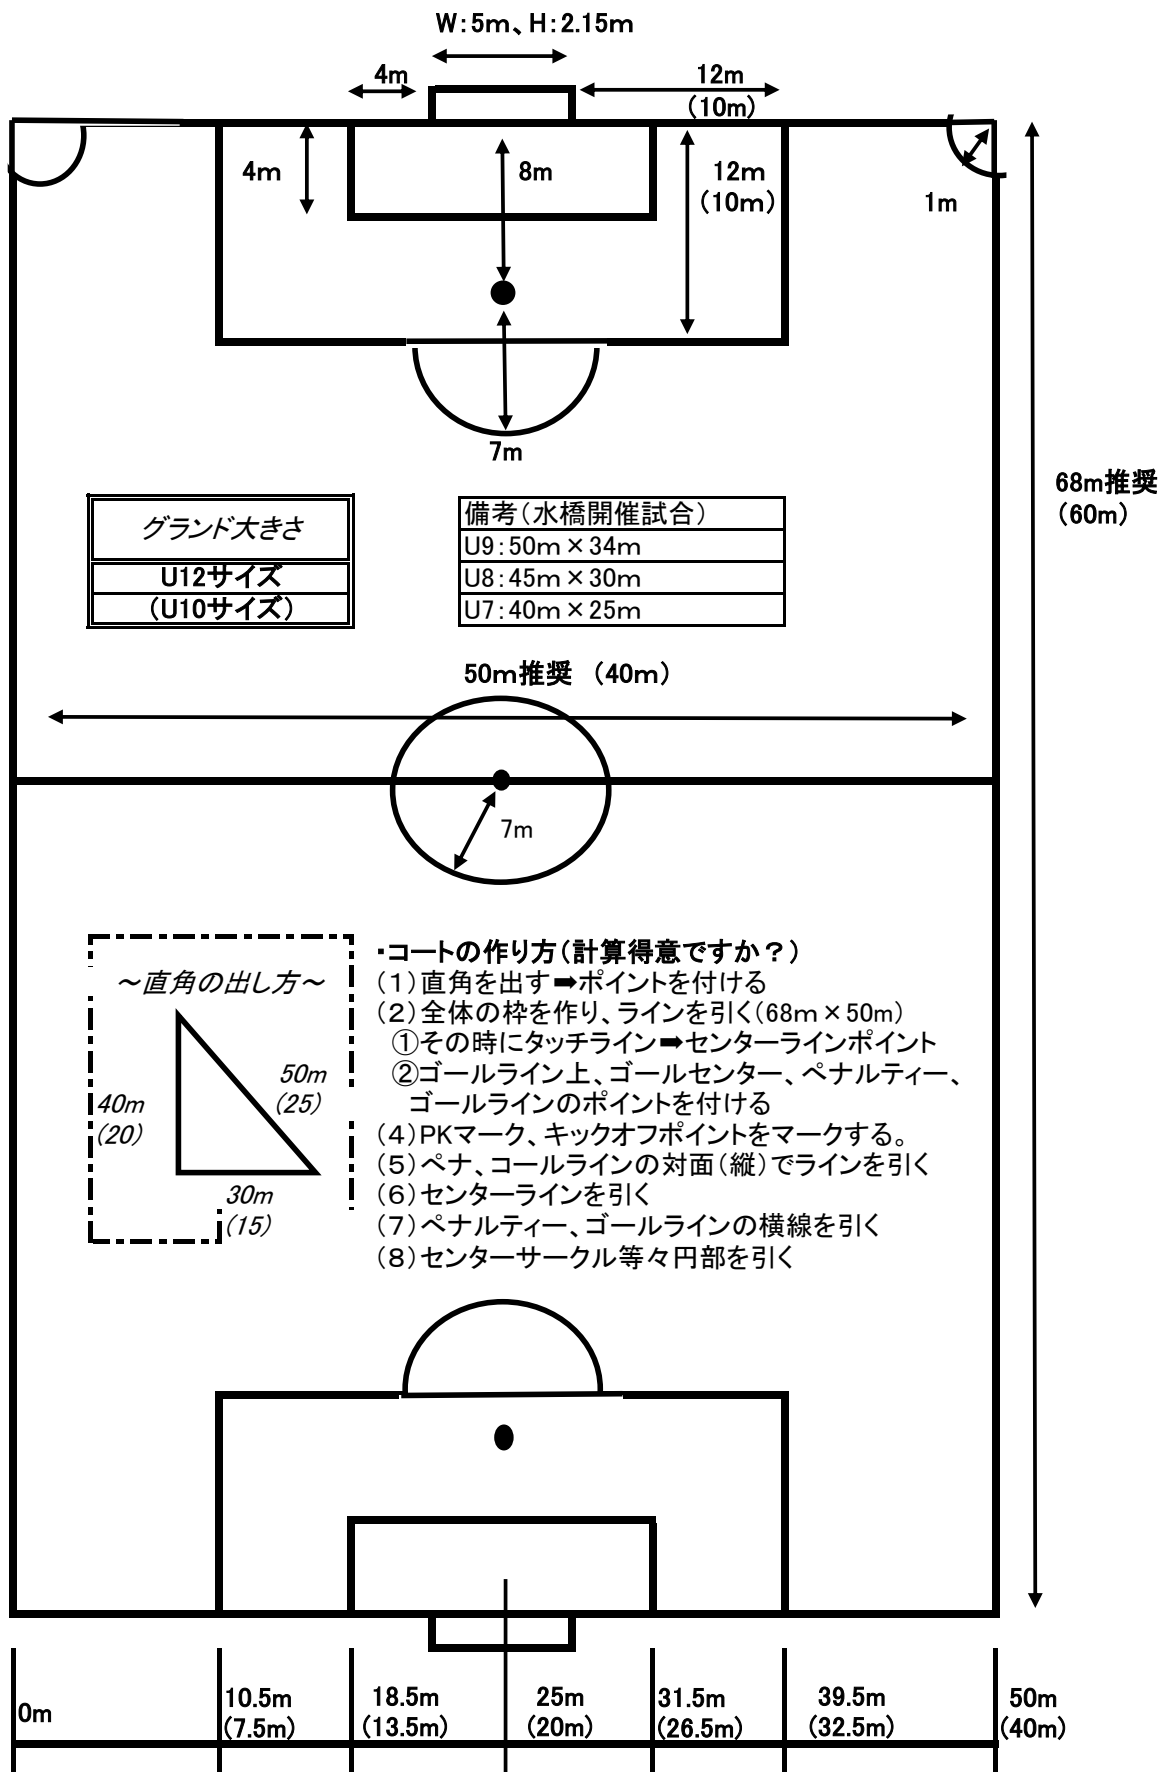 W:5m、H:2.15m
4m
12m
(10m)
4m
8m
12m
(10m)
1m
7m
68m推奨
(60m)
グランド大きさ
U12サイズ
(U10サイズ)
備考(水橋開催試合)
U9:50m×34m
U8:45m×30m
U7:40m×25m
50m推奨 (40m)
7m
~直角の出し方~
50m
(25)
40m
(20)
30m
(15)
・コートの作り方(計算得意ですか?)
(1)直角を出す➡ポイントを付ける
(2)全体の枠を作り、ラインを引く(68m×50m)
①その時にタッチライン➡センターラインポイント
②ゴールライン上、ゴールセンター、ペナルティー、
ゴールラインのポイントを付ける
(4)PKマーク、キックオフポイントをマークする。
(5)ペナ、コールラインの対面(縦)でラインを引く
(6)センターラインを引く
(7)ペナルティー、ゴールラインの横線を引く
(8)センターサークル等々円部を引く
0m
10.5m
(7.5m)
18.5m
(13.5m)
25m
(20m)
31.5m
(26.5m)
39.5m
(32.5m)
50m
(40m)